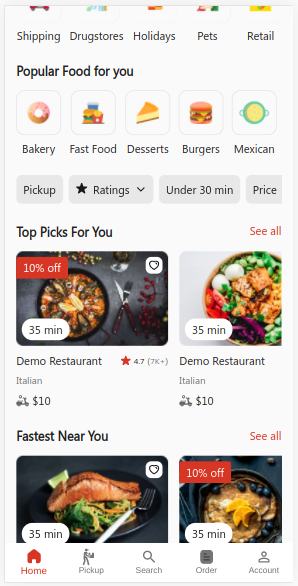 Shipping Drugstores Holidays Pets Retail
Popular Food for you
Bakery Fast Food Desserts Burgers Mexican
Pickup Ratings Under 30 min Price
Top Picks For You See all
10% off
35 min 35 min
Demo Restaurant 4.7 (7K+) Demo Restaurant
Italian Italian
$10 $10
Fastest Near You See all
10% off
35 min 35 min
Home Pickup Search Order Account